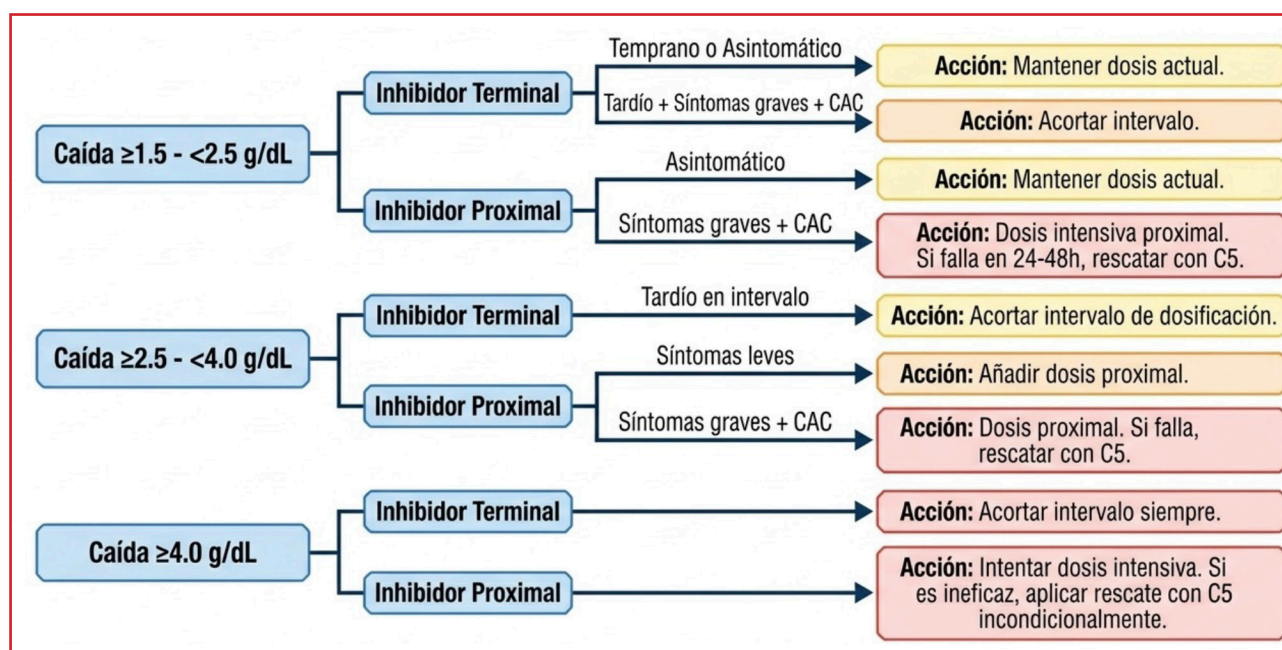 Caída ≥1.5 - <2.5 g/dL
Inhibidor Terminal
Temprano o Asintomático
Acción: Mantener dosis actual.
Tardío + Síntomas graves + CAC
Acción: Acortar intervalo.
Inhibidor Proximal
Asintomático
Acción: Mantener dosis actual.
Síntomas graves + CAC
Acción: Dosis intensiva proximal.
Si falla en 24-48h, rescatar con C5.
Caída ≥2.5 - <4.0 g/dL
Inhibidor Terminal
Tardío en intervalo
Acción: Acortar intervalo de dosificación.
Inhibidor Proximal
Síntomas leves
Acción: Añadir dosis proximal.
Síntomas graves + CAC
Acción: Dosis proximal. Si falla,
rescatar con C5.
Caída ≥4.0 g/dL
Inhibidor Terminal
Acción: Acortar intervalo siempre.
Inhibidor Proximal
Acción: Intentar dosis intensiva. Si
es ineficaz, aplicar rescate con C5
incondicionalmente.